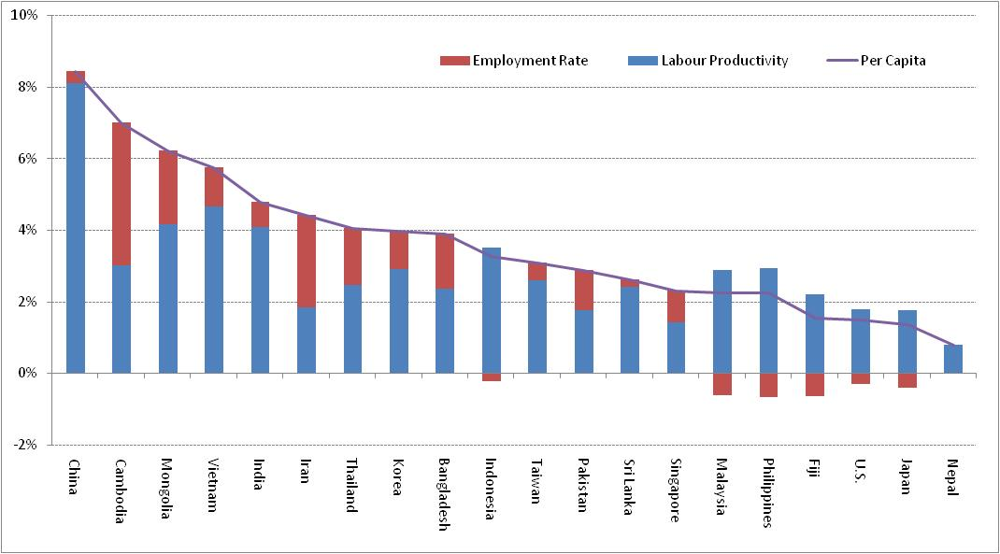 10%
Employment Rate Labour Productivity Per Capita
8%
6%
4%
2%
0%
-2%
China
Cambodia
Mongolia
Vietnam
India
Iran
Thailand
Korea
Bangladesh
Indonesia
Taiwan
Pakistan
Sri Lanka
Singapore
Malaysia
Philippines
Fiji
U.S.
Japan
Nepal